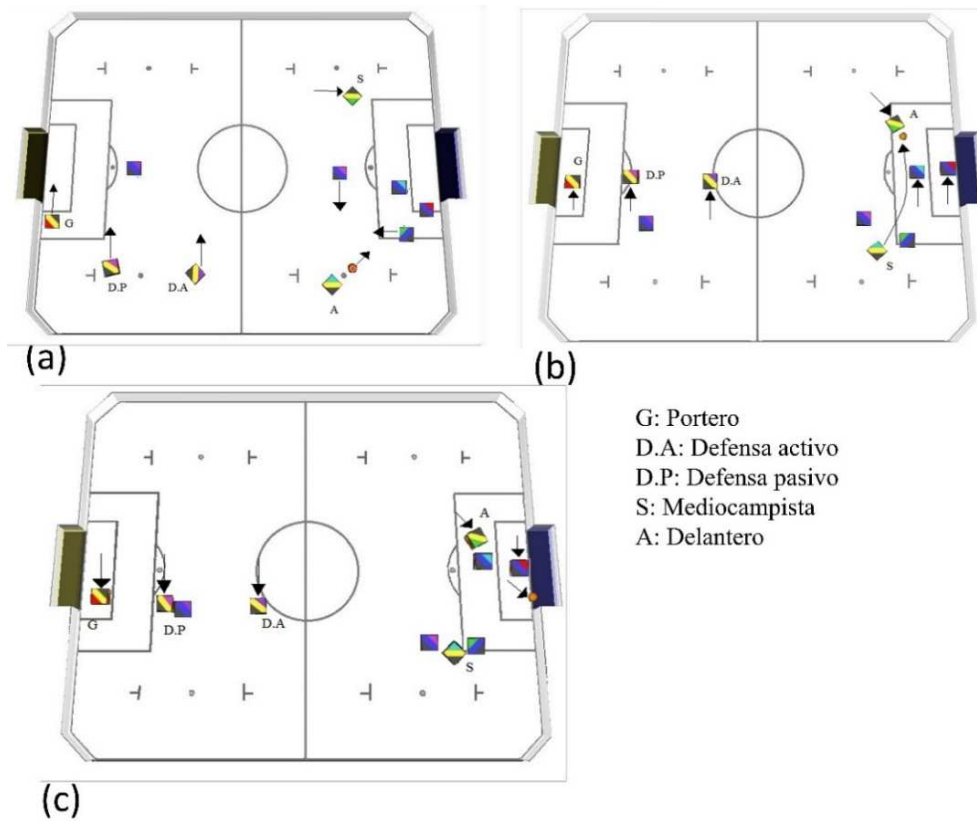 S
G
D.P
D.A
A
(a)
A
G
D.P
D.A
S
(b)
A
G
D.P
D.A
S
(c)
G: Portero
D.A: Defensa activo
D.P: Defensa pasivo
S: Mediocampista
A: Delantero